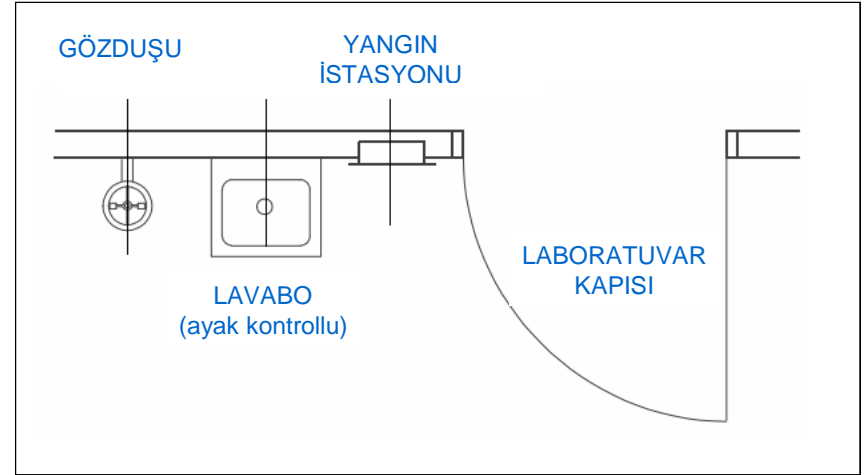 GÖZDUŞU
YANGIN
İSTASYONU
LABORATUVAR
KAPISI
LAVABO
(ayak kontrollu)